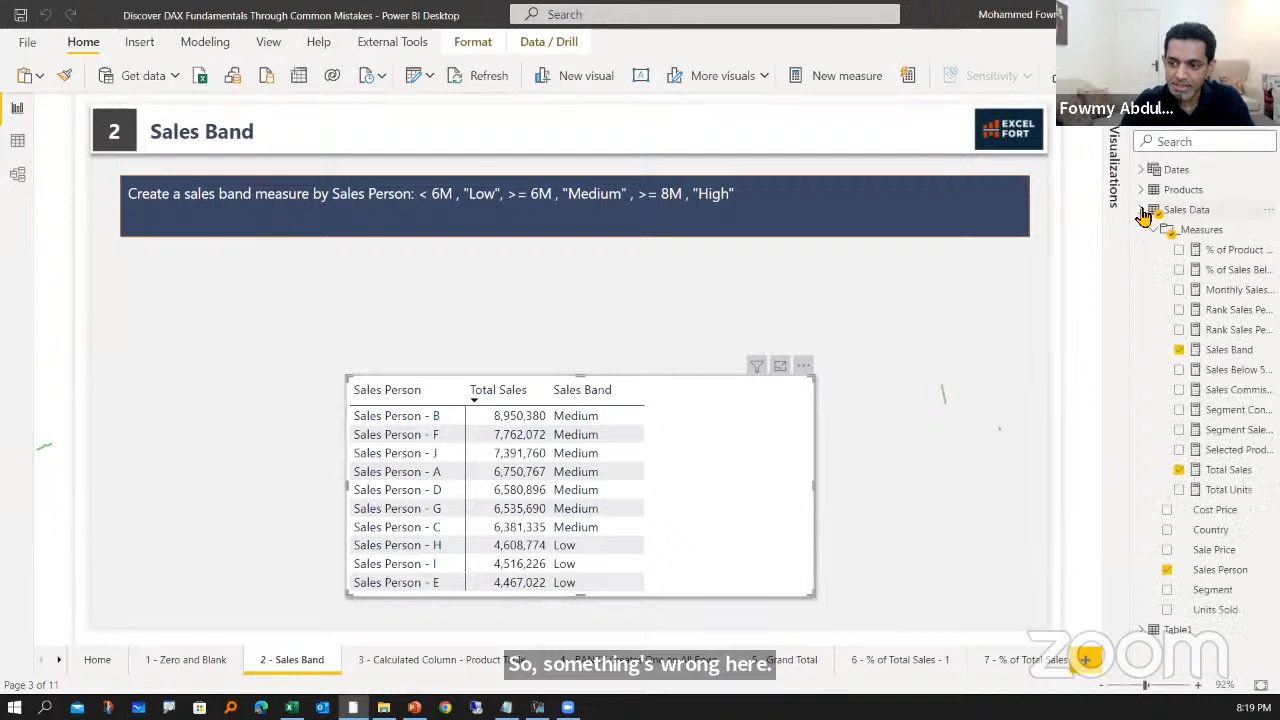 Discover DAX Fundamentals Through Common Mistakes - Power BI Desktop
Search
Mohammed Fow
File
Home
Insert
Modeling
View
Help
External Tools
Format
Data / Drill
Get data
Refresh
New visual
More visuals
New measure
Sensitivity
Fowmy Abdul...
2
Sales Band
EXCEL
FORT
Create a sales band measure by Sales Person: < 6M , "Low", >= 6M , "Medium" , >= 8M , "High"
Sales Person Total Sales Sales Band
Sales Person - B 8,950,380 Medium
Sales Person - F 7,762,072 Medium
Sales Person - J 7,391,760 Medium
Sales Person - A 6,750,767 Medium
Sales Person - D 6,580,896 Medium
Sales Person - G 6,535,690 Medium
Sales Person - C 6,381,335 Medium
Sales Person - H 4,608,774 Low
Sales Person - I 4,516,226 Low
Sales Person - E 4,467,022 Low
Visualizations
Search
Dates
Products
Sales Data
_Measures
% of Product ...
% of Sales Bel...
Monthly Sales...
Rank Sales Pe...
Rank Sales Pe...
Sales Band
Sales Below 5...
Sales Commis...
Segment Con...
Segment Sale...
Selected Prod...
Total Sales
Total Units
Cost Price
Country
Sale Price
Sales Person
Segment
Units Sold
Table1
Home
1 - Zero and Blank
2 - Sales Band
Calculated Column - Produc
Grand Total
6 - % of Total Sales - 1
7 - % of Total Sales
So, something's wrong here.
zoom
Page 3 of 11
92%
8:19 PM